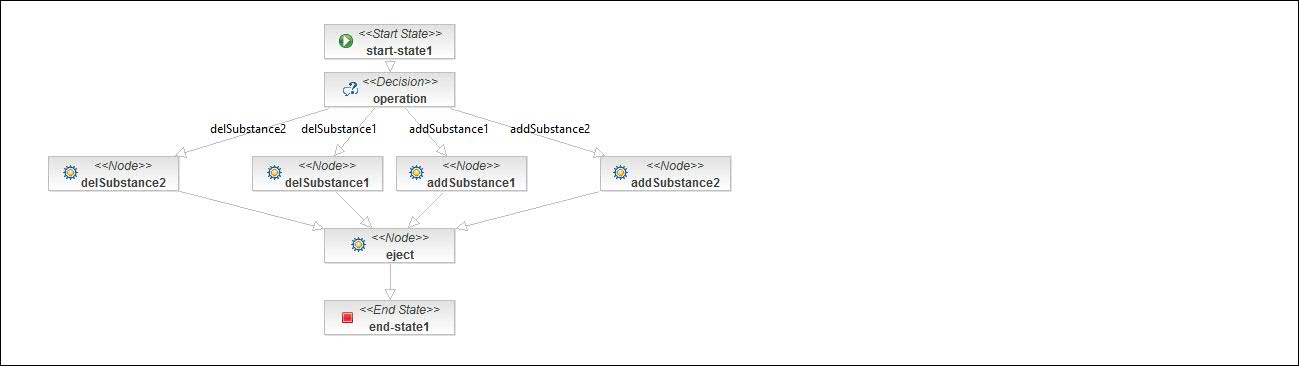 <<Start State>>
start-state1
<<Decision>>
operation
delSubstance2
delSubstance1
addSubstance1
addSubstance2
<<Node>>
delSubstance2
<<Node>>
delSubstance1
<<Node>>
addSubstance1
<<Node>>
addSubstance2
<<Node>>
eject
<<End State>>
end-state1